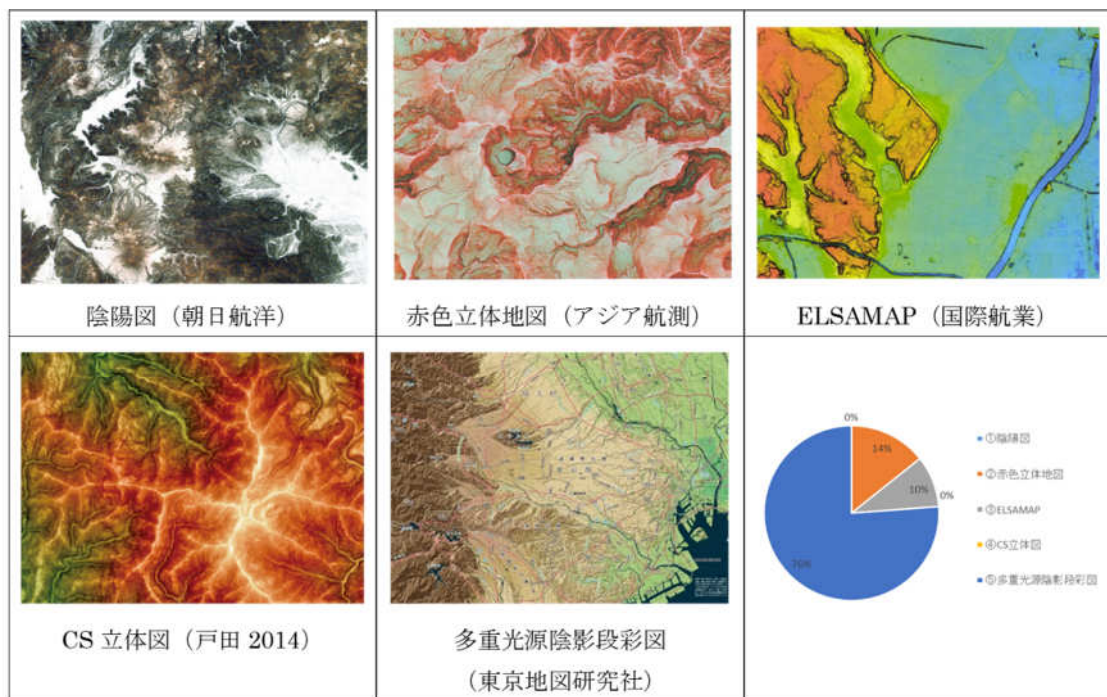 陰陽図（朝日航洋）
赤色立体地図（アジア航測）
ELSAMAP（国際航業）
CS 立体図（戸田 2014）
多重光源陰影段彩図
（東京地図研究社）
0%
14%
10%
0%
76%
①陰陽図
②赤色立体地図
③ELSAMAP
④CS立体図
⑤多重光源陰影段彩図